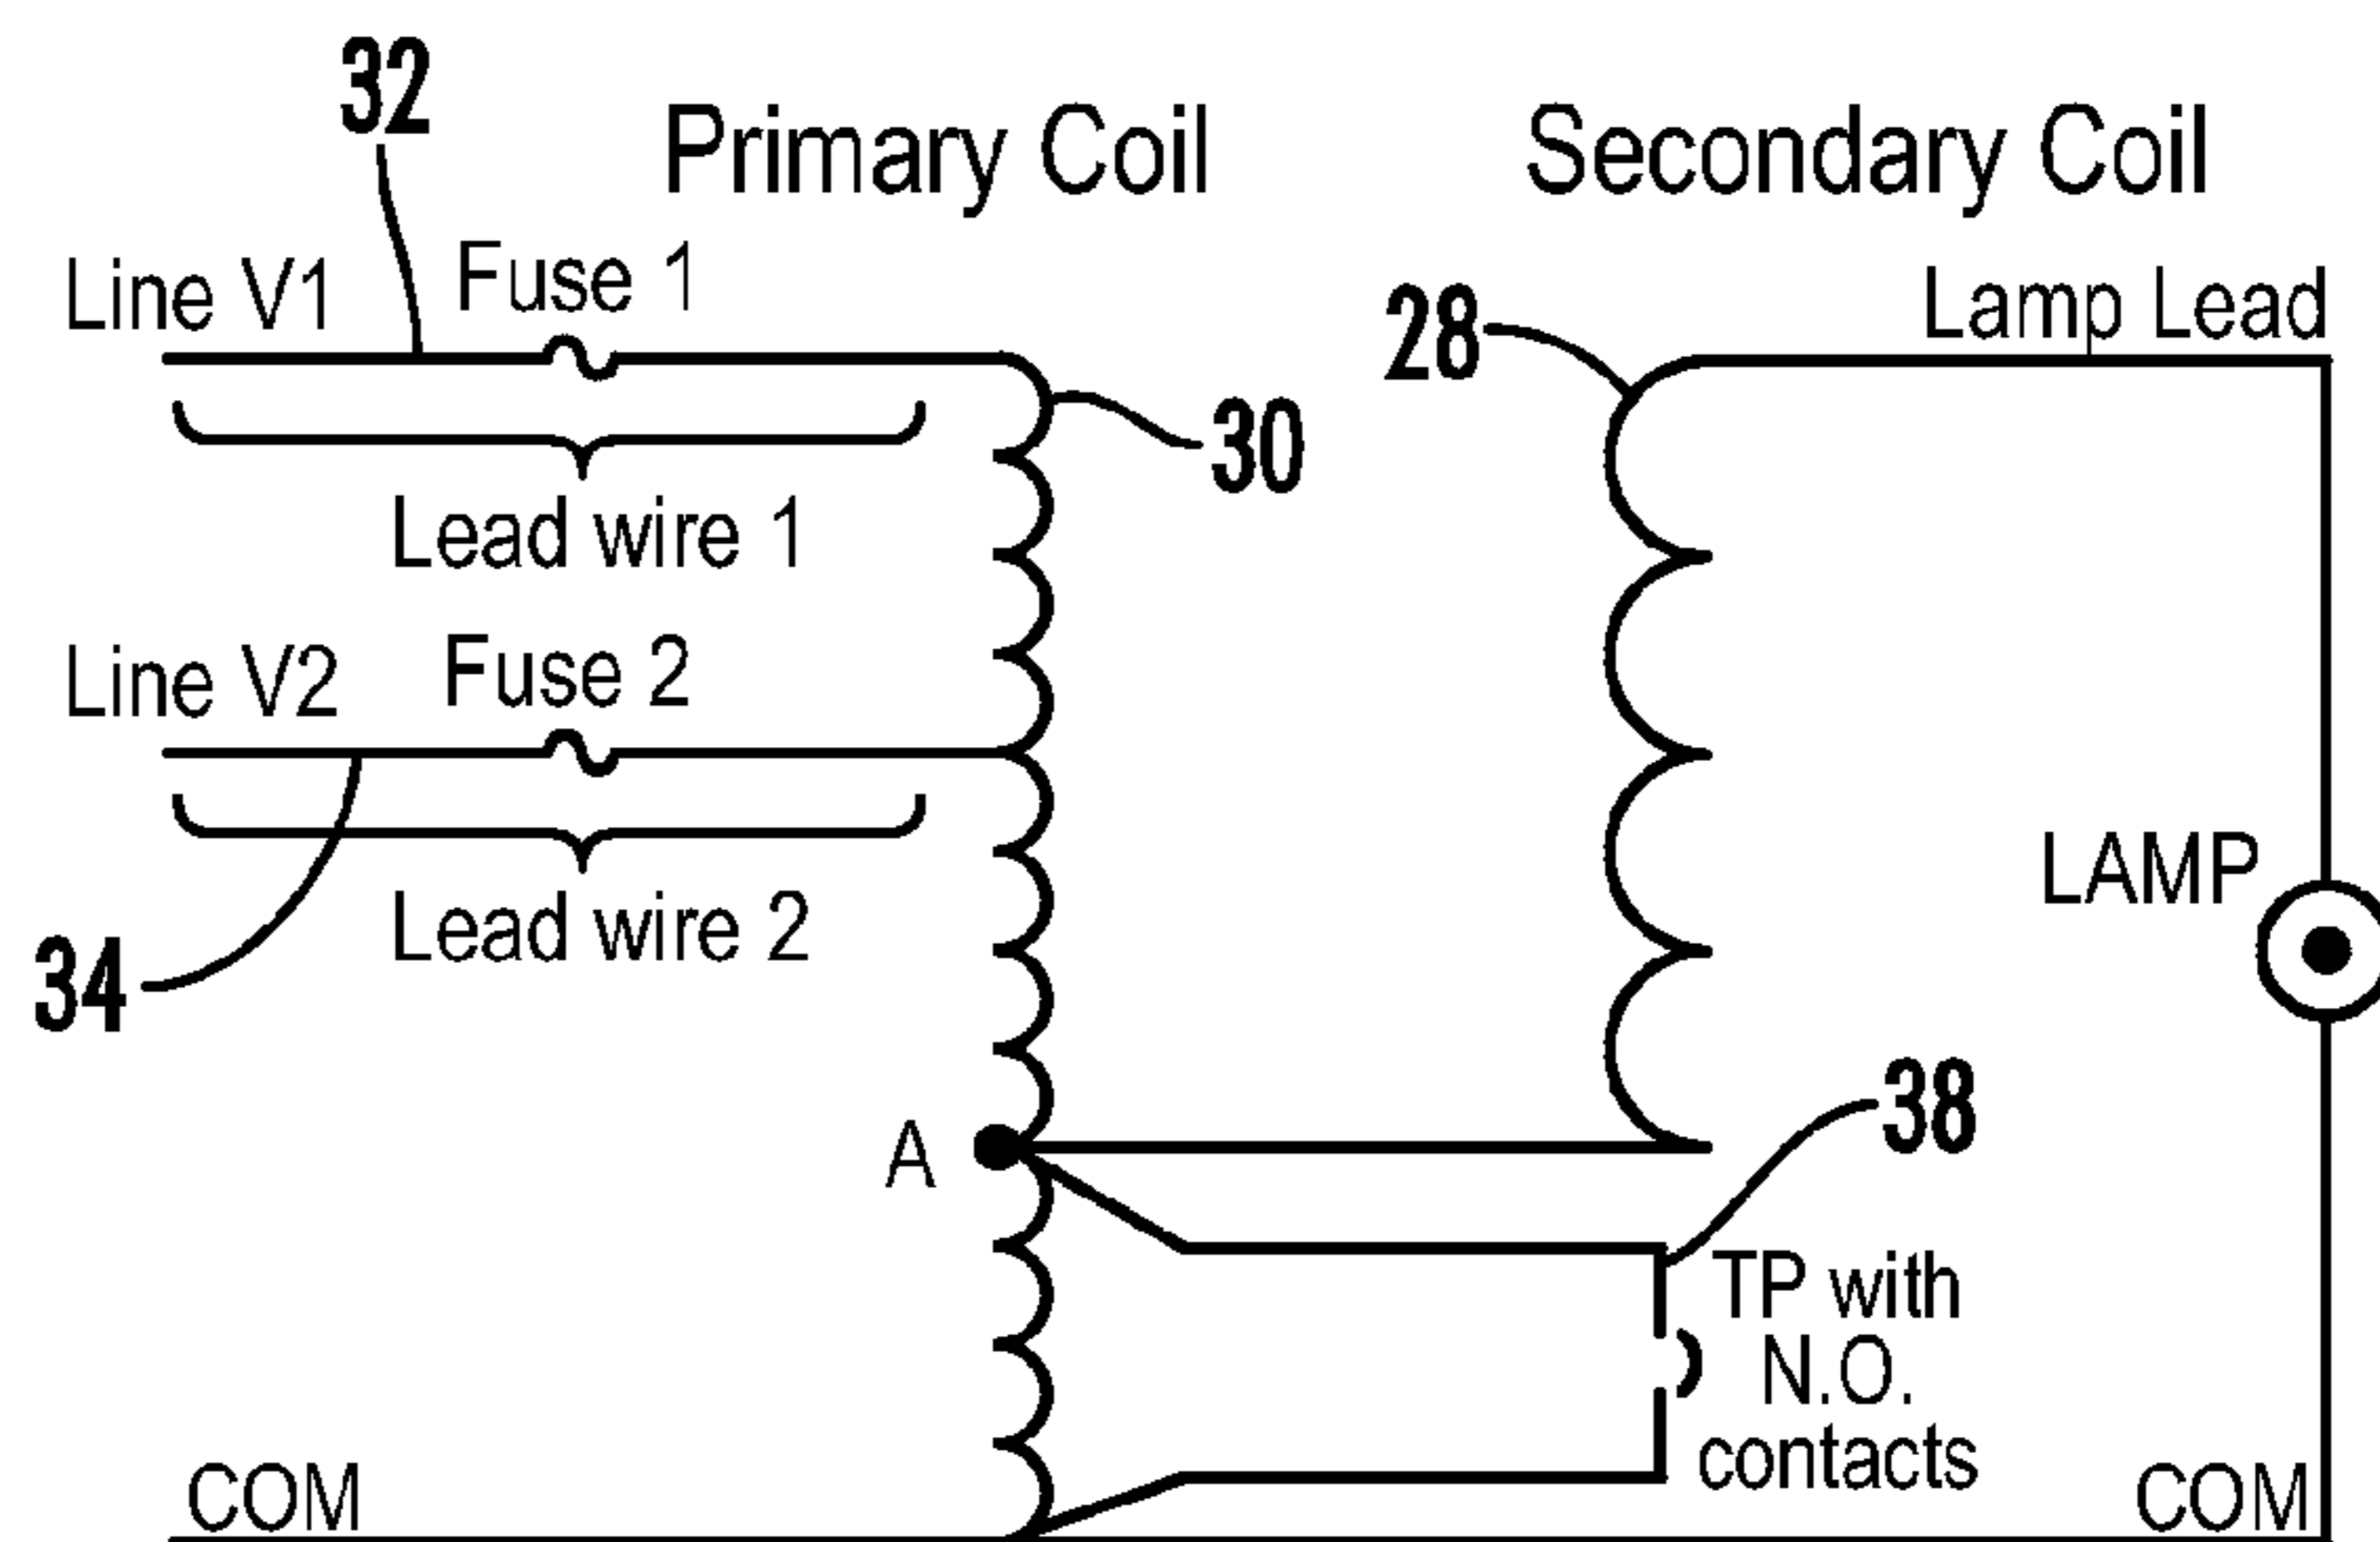 32
Primary Coil
Secondary Coil
Line V1
Fuse 1
28
Lamp Lead
30
Lead wire 1
Line V2
Fuse 2
LAMP
Lead wire 2
34
38
A
TP with
N.O.
contacts
COM
COM